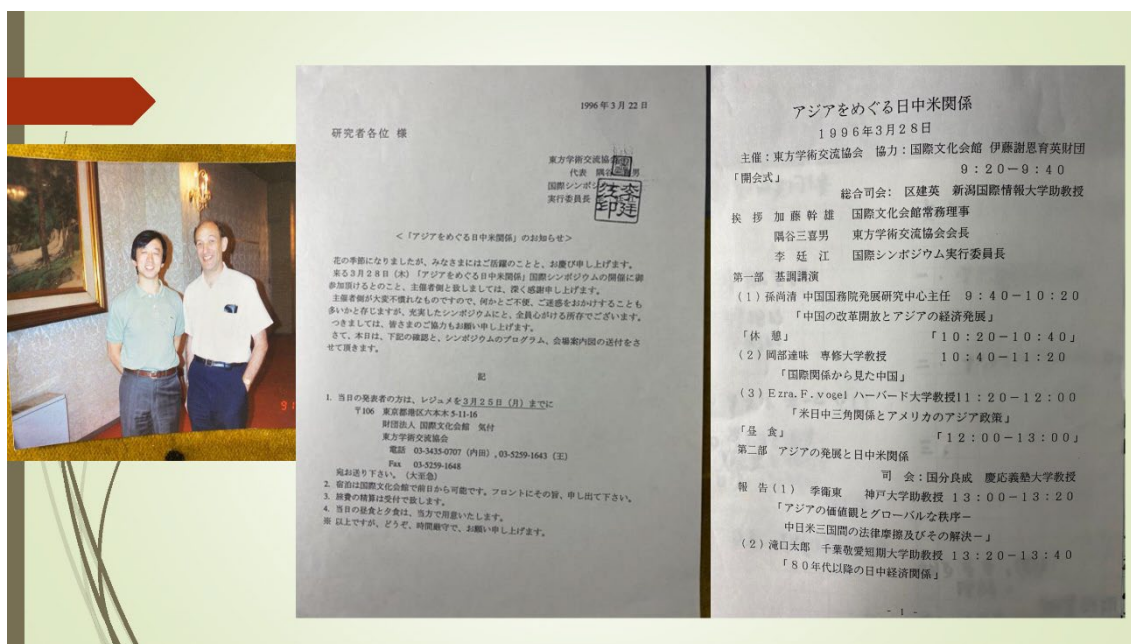 91
1996年3月22日
研究者各位 様
東方学術交流協会
代表 隅谷三喜男
国際シンポジウム
実行委員長 李廷江
李廷江印
<「アジアをめぐる日中米関係」のお知らせ>
花の季節になりましたが、みなさまにはご活躍のことと、お慶び申し上げます。
来る3月28日(木)「アジアをめぐる日中米関係」国際シンポジウムの開催に御
参加頂けるとのこと、主催者側と致しましては、深く感謝申し上げます。
主催者側が大変不慣れなものですので、何かとご不便、ご迷惑をおかけすることも
多いかと存じますが、充実したシンポジウムにと、全員心がける所存でございます。
つきましては、皆さまのご協力もお願い申し上げます。
さて、本日は、下記の確認と、シンポジウムのプログラム、会場案内図の送付をさ
せて頂きます。
記
1. 当日の発表者の方は、レジュメを3月25日(月)までに
〒106 東京都港区六本木5-11-16
財団法人 国際文化会館 気付
東方学術交流協会
電話 03-3435-0707(内田), 03-5259-1643(王)
Fax 03-5259-1648
宛お送り下さい。(大至急)
2. 宿泊は国際文化会館で前日から可能です。フロントにその旨、申し出て下さい。
3. 旅費の精算は受付で致します。
4. 当日の昼食と夕食は、当方で用意いたします。
※ 以上ですが、どうぞ、時間厳守で、お願い申し上げます。
アジアをめぐる日中米関係
1996年3月28日
主催:東方学術交流協会 協力:国際文化会館 伊藤謝恩育英財団
「開会式」 9:20-9:40
総合司会: 区建英 新潟国際情報大学助教授
挨 拶 加藤幹雄 国際文化会館常務理事
隅谷三喜男 東方学術交流協会会長
李 廷江 国際シンポジウム実行委員長
第一部 基調講演
(1)孫尚清 中国国務院発展研究中心主任 9:40-10:20
「中国の改革開放とアジアの経済発展」
「休 憩」 「10:20-10:40」
(2)岡部達味 専修大学教授 10:40-11:20
「国際関係から見た中国」
(3)Ezra.F.vogel ハーバード大学教授11:20-12:00
「米日中三角関係とアメリカのアジア政策」
「昼 食」 「12:00-13:00」
第二部 アジアの発展と日中米関係
司 会:国分良成 慶応義塾大学教授
報 告(1) 季衛東 神戸大学助教授 13:00-13:20
「アジアの価値観とグローバルな秩序-
中日米三国間の法律摩擦及びその解決-」
(2)滝口太郎 千葉敬愛短期大学助教授 13:20-13:40
「80年代以降の日中経済関係」
- 1 -